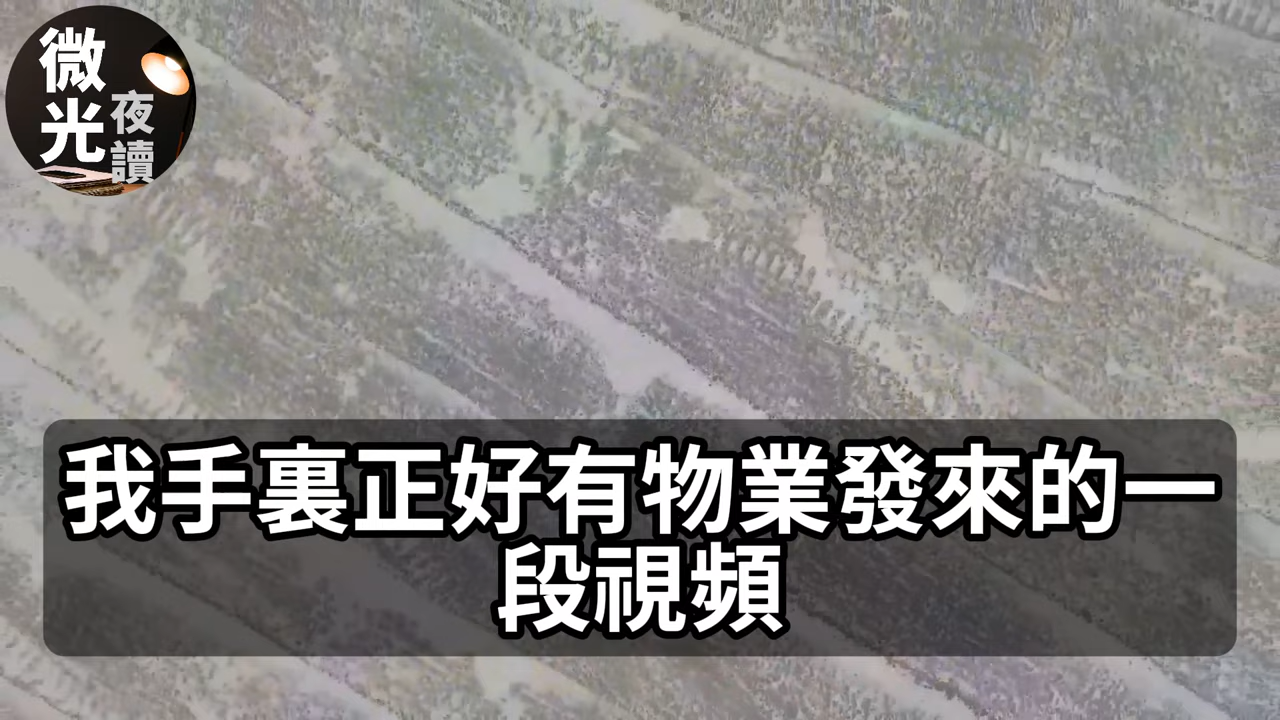 微光
夜讀
我手裏正好有物業發來的一
段視頻